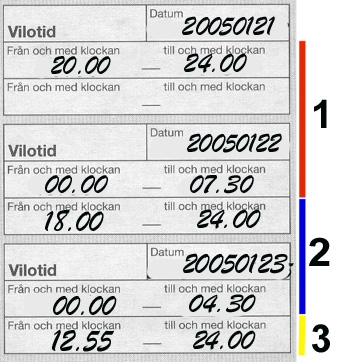 Datum
Vilotid 20050121
Från och med klockan till och med klockan
20.00 — 24.00
Från och med klockan till och med klockan
—
1
Datum
Vilotid 20050122
Från och med klockan till och med klockan
00.00 — 07.30
Från och med klockan till och med klockan
18.00 — 24.00
2
Datum
Vilotid 20050123
Från och med klockan till och med klockan
00.00 — 04.30
Från och med klockan till och med klockan
12.55 — 24.00
3